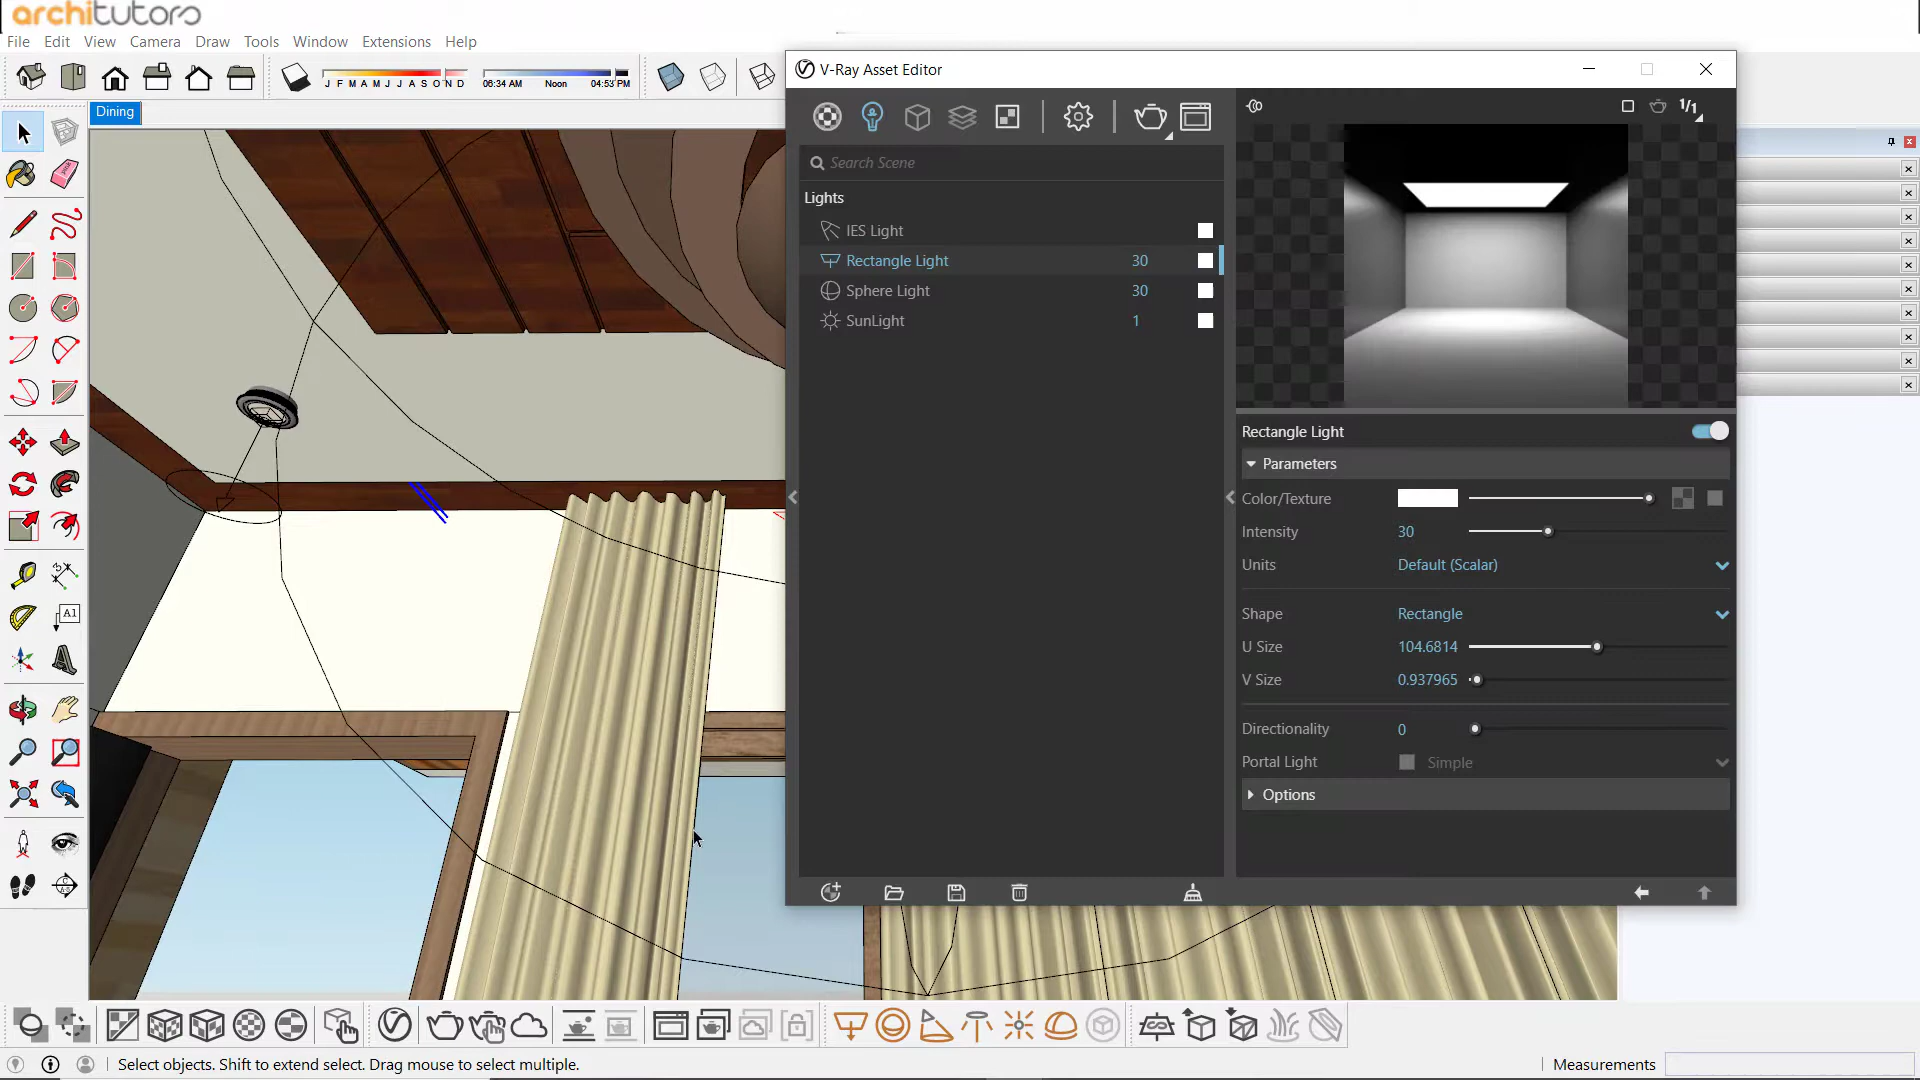 architutors
File Edit View Camera Draw Tools Window Extensions Help
J F M A M J J A S O N D
06:34 AM Noon 04:53 PM
Dining
V-Ray Asset Editor
1/1
Search Scene
Lights
IES Light
Rectangle Light 30
Sphere Light 30
SunLight 1
Rectangle Light
Parameters
Color/Texture
Intensity 30
Units Default (Scalar)
Shape Rectangle
U Size 104.6814
V Size 0.937965
Directionality 0
Portal Light Simple
Options
A1
Select objects. Shift to extend select. Drag mouse to select multiple.
Measurements